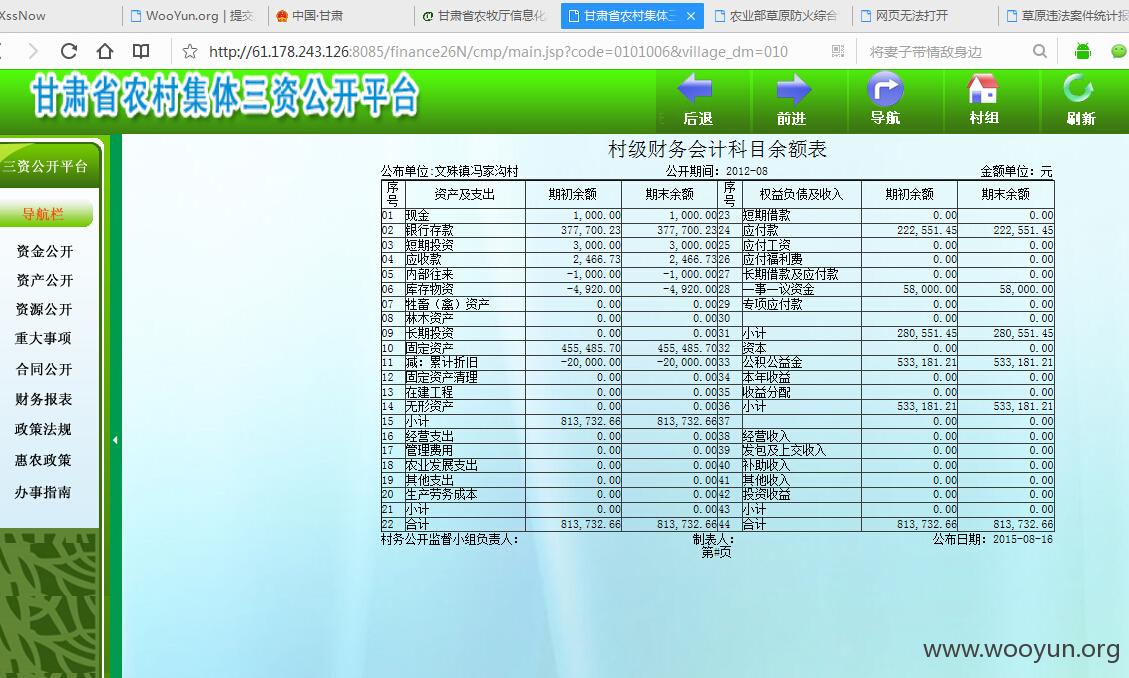 XssNow WooYun.org | 提交 中国·甘肃 甘肃省农牧厅信息化 甘肃省农村集体三 × 农业部草原防火综合 网页无法打开 草原违法案件统计报
http://61.178.243.126:8085/finance26N/cmp/main.jsp?code=0101006&village_dm=010 将妻子带情敌身边
甘肃省农村集体三资公开平台 后退 前进 导航 村组 刷新
三资公开平台
导航栏
资金公开
资产公开
资源公开
重大事项
合同公开
财务报表
政策法规
惠农政策
办事指南
村级财务会计科目余额表
公布单位:文殊镇冯家沟村 公开期间：2012-08 金额单位：元
序号 资产及支出 期初余额 期末余额 序号 权益负债及收入 期初余额 期末余额
01 现金 1,000.00 1,000.00 23 短期借款 0.00 0.00
02 银行存款 377,700.23 377,700.23 24 应付款 222,551.45 222,551.45
03 短期投资 3,000.00 3,000.00 25 应付工资 0.00 0.00
04 应收款 2,466.73 2,466.73 26 应付福利费 0.00 0.00
05 内部往来 -1,000.00 -1,000.00 27 长期借款及应付款 0.00 0.00
06 库存物资 -4,920.00 -4,920.00 28 一事一议资金 58,000.00 58,000.00
07 牲畜（禽）资产 0.00 0.00 29 专项应付款 0.00 0.00
08 林木资产 0.00 0.00 30 0.00 0.00
09 长期投资 0.00 0.00 31 小计 280,551.45 280,551.45
10 固定资产 455,485.70 455,485.70 32 资本 0.00 0.00
11 减：累计折旧 -20,000.00 -20,000.00 33 公积公益金 533,181.21 533,181.21
12 固定资产清理 0.00 0.00 34 本年收益 0.00 0.00
13 在建工程 0.00 0.00 35 收益分配 0.00 0.00
14 无形资产 0.00 0.00 36 小计 533,181.21 533,181.21
15 小计 813,732.66 813,732.66 37 0.00 0.00
16 经营支出 0.00 0.00 38 经营收入 0.00 0.00
17 管理费用 0.00 0.00 39 发包及上交收入 0.00 0.00
18 农业发展支出 0.00 0.00 40 补助收入 0.00 0.00
19 其他支出 0.00 0.00 41 其他收入 0.00 0.00
20 生产劳务成本 0.00 0.00 42 投资收益 0.00 0.00
21 小计 0.00 0.00 43 小计 0.00 0.00
22 合计 813,732.66 813,732.66 44 合计 813,732.66 813,732.66
村务公开监督小组负责人： 制表人： 公布日期：2015-08-16
第#页
www.wooyun.org